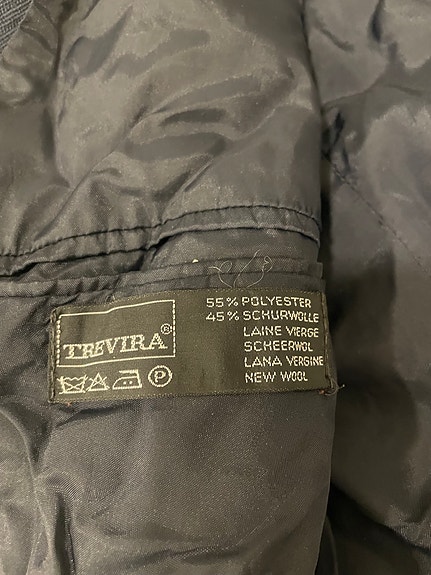 TREVIRA®
55% POLYESTER
45% SCHURWOLLE
LAINE VIERGE
SCHEERWOL
LANA VERGINE
NEW WOOL
P